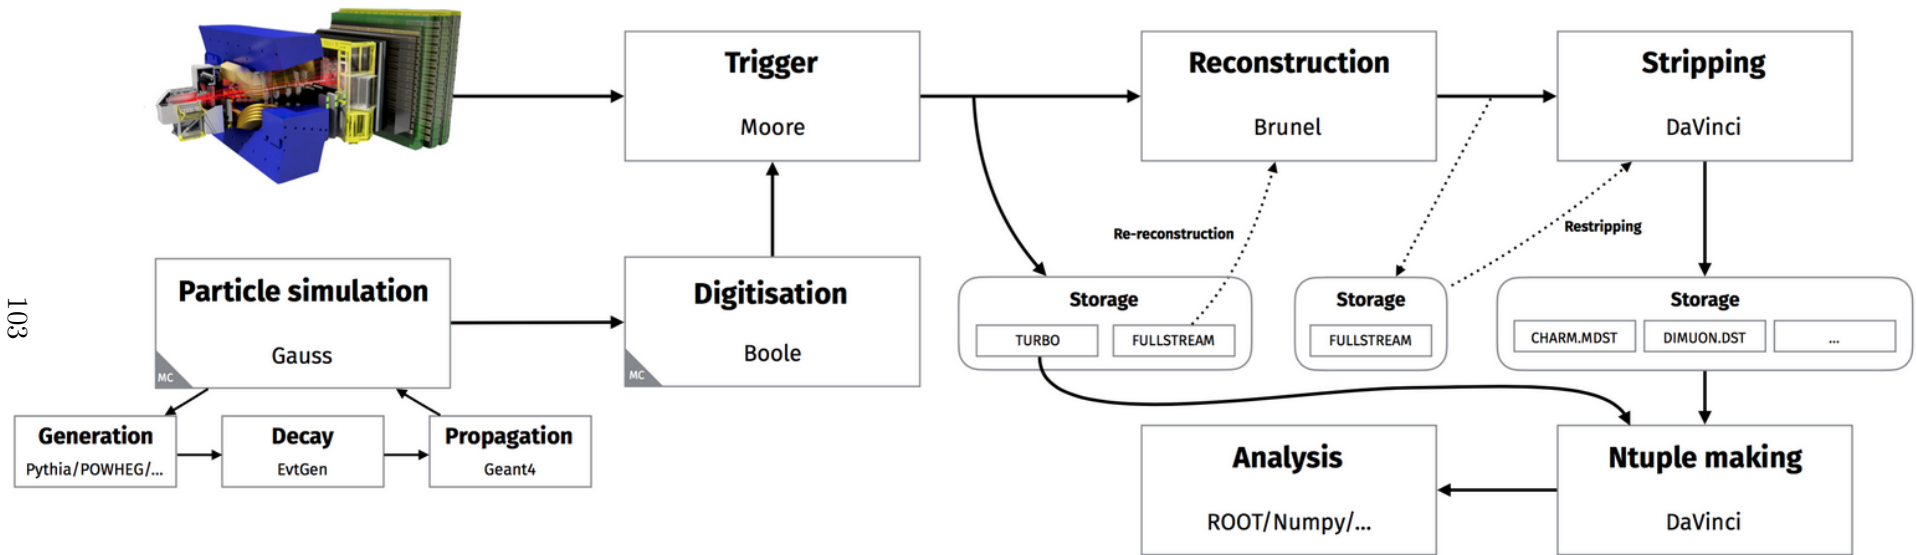 Trigger
Moore
Reconstruction
Brunel
Stripping
DaVinci
Re-reconstruction
Restripping
Particle simulation
Gauss
MC
Digitisation
Boole
MC
Storage
TURBO
FULLSTREAM
Storage
FULLSTREAM
Storage
CHARM.MDST
DIMUON.DST
...
103
Generation
Pythia/POWHEG/...
Decay
EvtGen
Propagation
Geant4
Analysis
ROOT/Numpy/...
Ntuple making
DaVinci